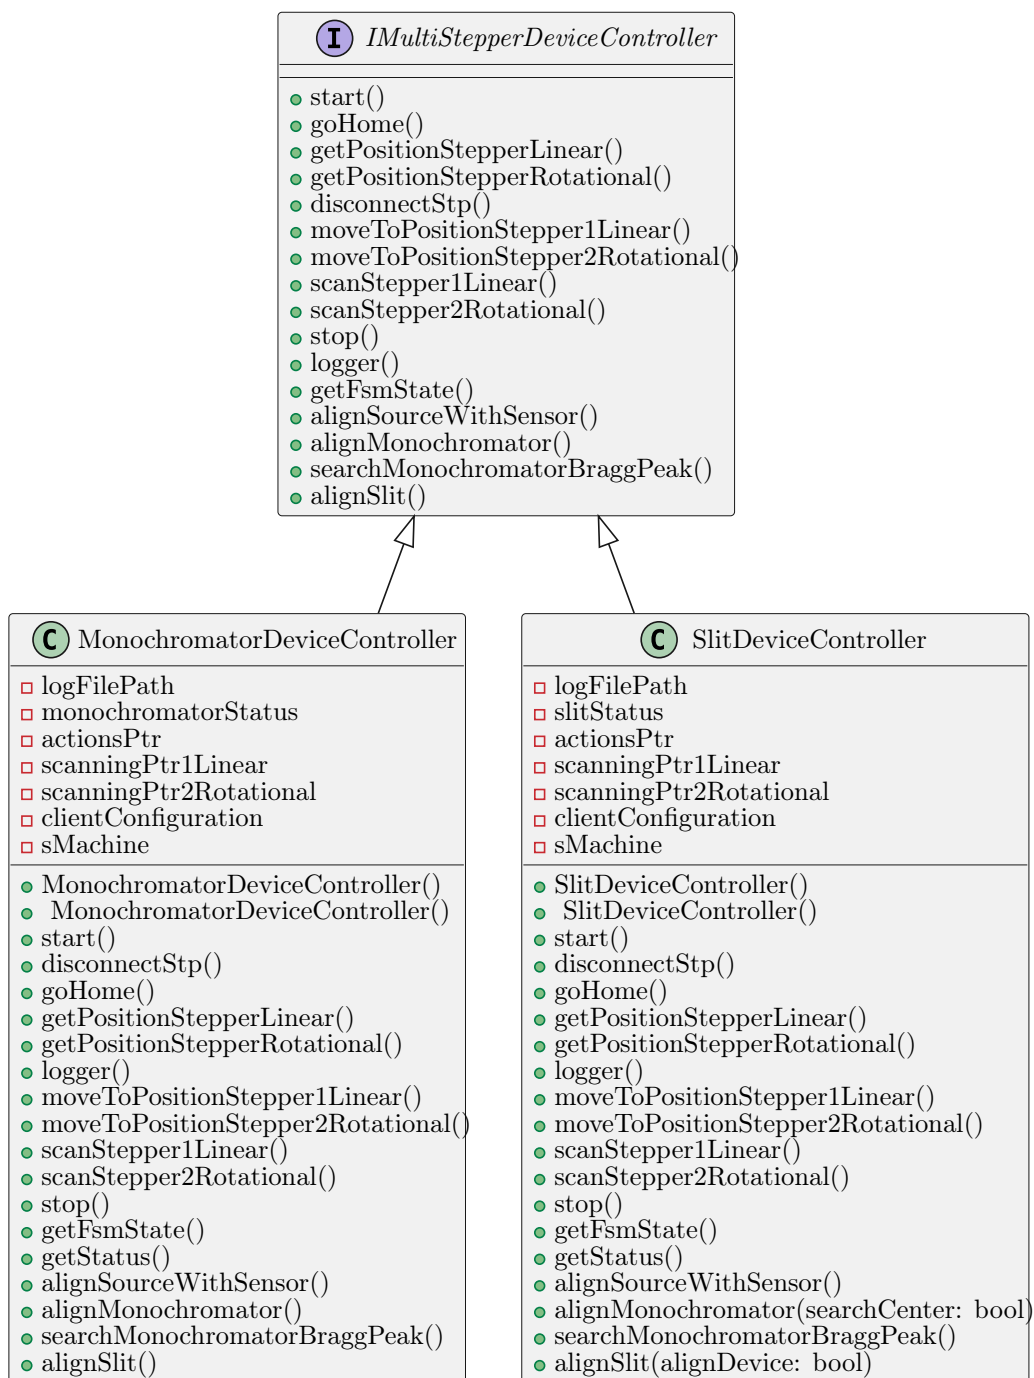 I IMultiStepperDeviceController
start()
goHome()
getPositionStepperLinear()
getPositionStepperRotational()
disconnectStp()
moveToPositionStepper1Linear()
moveToPositionStepper2Rotational()
scanStepper1Linear()
scanStepper2Rotational()
stop()
logger()
getFsmState()
alignSourceWithSensor()
alignMonochromator()
searchMonochromatorBraggPeak()
alignSlit()
C MonochromatorDeviceController
logFilePath
monochromatorStatus
actionsPtr
scanningPtr1Linear
scanningPtr2Rotational
clientConfiguration
sMachine
MonochromatorDeviceController()
MonochromatorDeviceController()
start()
disconnectStp()
goHome()
getPositionStepperLinear()
getPositionStepperRotational()
logger()
moveToPositionStepper1Linear()
moveToPositionStepper2Rotational()
scanStepper1Linear()
scanStepper2Rotational()
stop()
getFsmState()
getStatus()
alignSourceWithSensor()
alignMonochromator()
searchMonochromatorBraggPeak()
alignSlit()
C SlitDeviceController
logFilePath
slitStatus
actionsPtr
scanningPtr1Linear
scanningPtr2Rotational
clientConfiguration
sMachine
SlitDeviceController()
SlitDeviceController()
start()
disconnectStp()
goHome()
getPositionStepperLinear()
getPositionStepperRotational()
logger()
moveToPositionStepper1Linear()
moveToPositionStepper2Rotational()
scanStepper1Linear()
scanStepper2Rotational()
stop()
getFsmState()
getStatus()
alignSourceWithSensor()
alignMonochromator(searchCenter: bool)
searchMonochromatorBraggPeak()
alignSlit(alignDevice: bool)